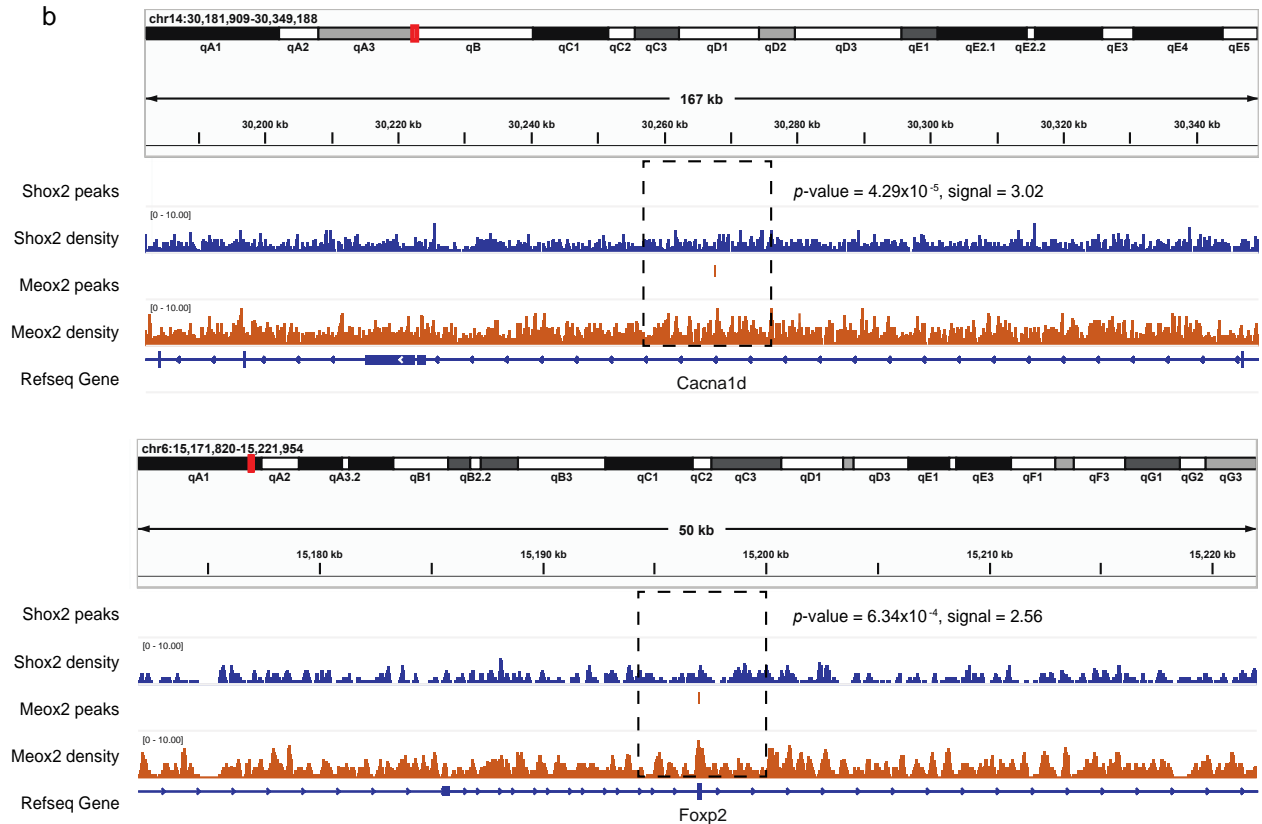 b
chr14:30,181,909-30,349,188
qA1 qA2 qA3 qB qC1 qC2 qC3 qD1 qD2 qD3 qE1 qE2.1 qE2.2 qE3 qE4 qE5
167 kb
30,200 kb 30,220 kb 30,240 kb 30,260 kb 30,280 kb 30,300 kb 30,320 kb 30,340 kb
Shox2 peaks
p-value = 4.29x10-5, signal = 3.02
[0 - 10.00]
Shox2 density
Meox2 peaks
[0 - 10.00]
Meox2 density
Refseq Gene
Cacna1d
chr6:15,171,820-15,221,954
qA1 qA2 qA3.2 qB1 qB2.2 qB3 qC1 qC2 qC3 qD1 qD3 qE1 qE3 qF1 qF3 qG1 qG2 qG3
50 kb
15,180 kb 15,190 kb 15,200 kb 15,210 kb 15,220 kb
Shox2 peaks
p-value = 6.34x10-4, signal = 2.56
[0 - 10.00]
Shox2 density
Meox2 peaks
[0 - 10.00]
Meox2 density
Refseq Gene
Foxp2